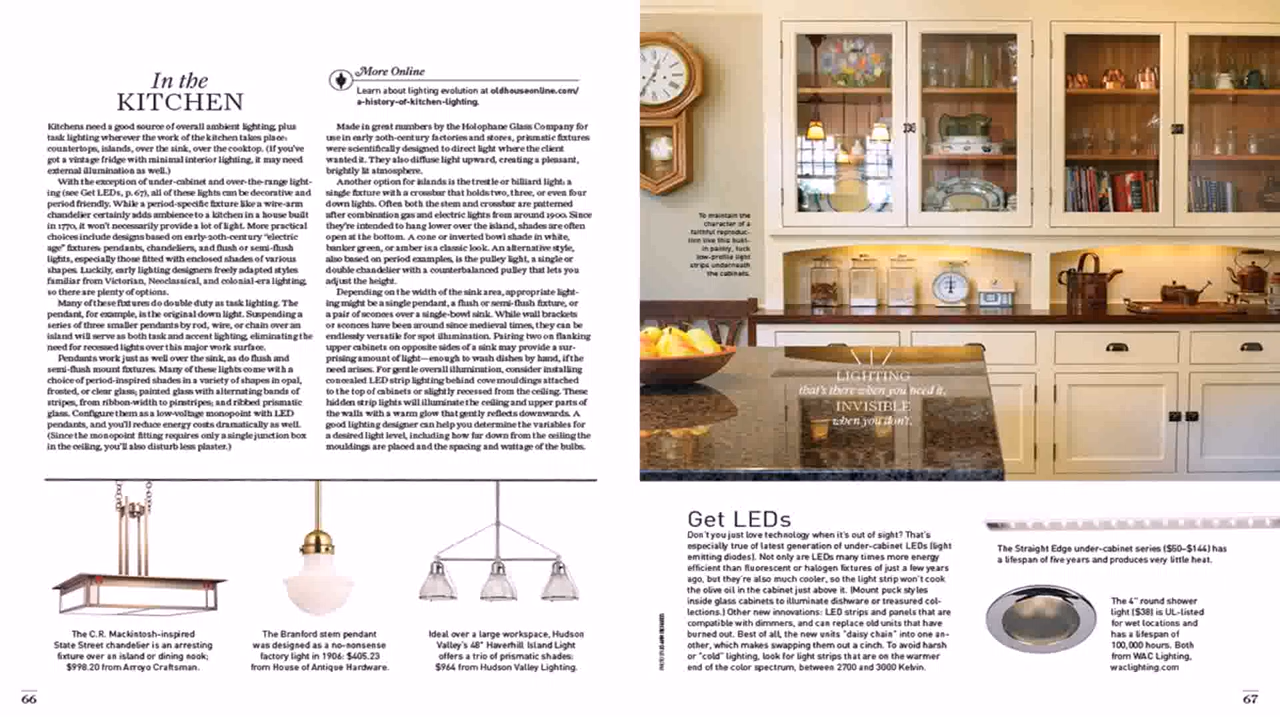 In the
KITCHEN
Kitchens need a good source of overall ambient lighting, plus
task lighting wherever the work of the kitchen takes place:
countertops, islands, over the sink, over the cooktop. (If you've
got a vintage fridge with minimal interior lighting, it may need
external illumination as well.)
With the exception of under-cabinet and over-the-range light-
ing (see Get LEDs, p. 67), all of these lights can be decorative and
period friendly. While a period-specific fixture like a wire-arm
chandelier certainly adds ambience to a kitchen in a house built
in 1770, it won't necessarily provide a lot of light. More practical
choices include designs based on early-20th-century "electric
age" fixtures: pendants, chandeliers, and flush or semi-flush
lights, especially those fitted with enclosed shades of various
shapes. Luckily, early lighting designers freely adapted styles
familiar from Victorian, Neoclassical, and colonial-era lighting,
so there are plenty of options.
Many of these fixtures do double duty as task lighting. The
pendant, for example, is the original down light. Suspending a
series of three smaller pendants by rod, wire, or chain over an
island will serve as both task and accent lighting, eliminating the
need for recessed lights over this major work surface.
Pendants work just as well over the sink, as do flush and
semi-flush mount fixtures. Many of these lights come with a
choice of period-inspired shades in a variety of shapes in opal,
frosted, or clear glass; painted glass with alternating bands of
stripes, from ribbon-width to pinstripes; and ribbed prismatic
glass. Configure them as a low-voltage monopoint with LED
pendants, and you'll reduce energy costs dramatically as well.
(Since the monopoint fitting requires only a single junction box
in the ceiling, you'll also disturb less plaster.)
More Online
Learn about lighting evolution at oldhouseonline.com/
a-history-of-kitchen-lighting.
Made in great numbers by the Holophane Glass Company for
use in early 20th-century factories and stores, prismatic fixtures
were scientifically designed to direct light where the client
wanted it. They also diffuse light upward, creating a pleasant,
brightly lit atmosphere.
Another option for islands is the trestle or billiard light: a
single fixture with a crossbar that holds two, three, or even four
down lights. Often both the stem and crossbar are patterned
after combination gas and electric lights from around 1900. Since
they're intended to hang lower over the island, shades are often
open at the bottom. A cone or inverted bowl shade in white,
banker green, or amber is a classic look. An alternative style,
also based on period examples, is the pulley light, a single or
double chandelier with a counterbalanced pulley that lets you
adjust the height.
Depending on the width of the sink area, appropriate light-
ing might be a single pendant, a flush or semi-flush fixture, or
a pair of sconces over a single-bowl sink. While wall brackets
or sconces have been around since medieval times, they can be
endlessly versatile for spot illumination. Pairing two on flanking
upper cabinets on opposite sides of a sink may provide a sur-
prising amount of light—enough to wash dishes by hand, if the
need arises. For gentle overall illumination, consider installing
concealed LED strip lighting behind cove mouldings attached
to the top of cabinets or slightly recessed from the ceiling. These
hidden strip lights will illuminate the ceiling and upper parts of
the walls with a warm glow that gently reflects downwards. A
good lighting designer can help you determine the variables for
a desired light level, including how far down from the ceiling the
mouldings are placed and the spacing and wattage of the bulbs.
The C.R. Mackintosh-inspired
State Street chandelier is an arresting
fixture over an island or dining nook;
$998.20 from Arroyo Craftsman.
The Branford stem pendant
was designed as a no-nonsense
factory light in 1906: $405.23
from House of Antique Hardware.
Ideal over a large workspace, Hudson
Valley's 48" Haverhill Island Light
offers a trio of prismatic shades:
$964 from Hudson Valley Lighting.
66
To maintain the
character of a
faithful reproduc-
tion like this built-
in pantry, tuck
low-profile light
strips underneath
the cabinets.
LIGHTING
that's there when you need it.
INVISIBLE
when you don't.
Get LEDs
Don't you just love technology when it's out of sight? That's
especially true of latest generation of under-cabinet LEDs (light
emitting diodes). Not only are LEDs many times more energy
efficient than fluorescent or halogen fixtures of just a few years
ago, but they're also much cooler, so the light strip won't cook
the olive oil in the cabinet just above it. (Mount puck styles
inside glass cabinets to illuminate dishware or treasured col-
lections.) Other new innovations: LED strips and panels that are
compatible with dimmers, and can replace old units that have
burned out. Best of all, the new units "daisy chain" into one an-
other, which makes swapping them out a cinch. To avoid harsh
or "cold" lighting, look for light strips that are on the warmer
end of the color spectrum, between 2700 and 3000 Kelvin.
The Straight Edge under-cabinet series ($50–$144) has
a lifespan of five years and produces very little heat.
The 4" round shower
light ($38) is UL-listed
for wet locations and
has a lifespan of
100,000 hours. Both
from WAC Lighting,
waclighting.com
67